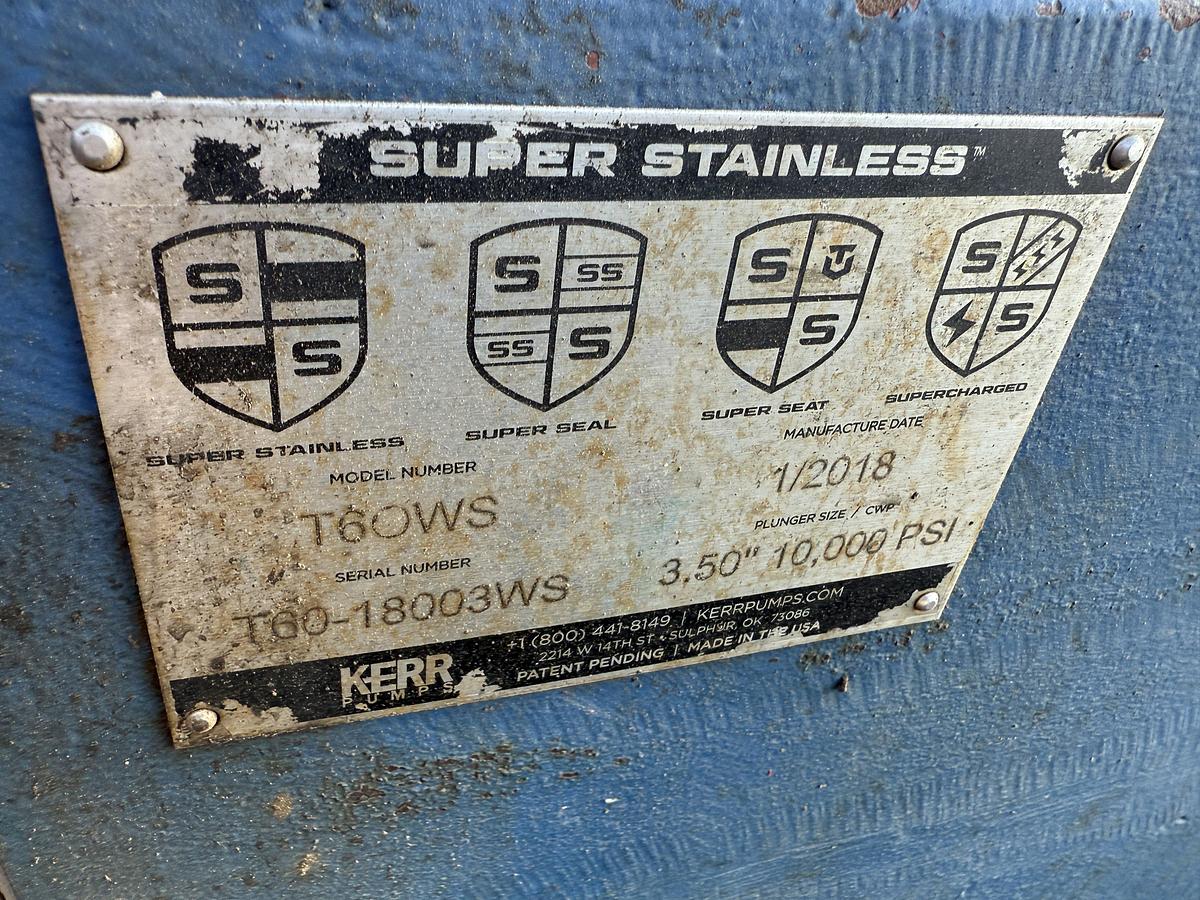 SUPER STAINLESS™
S S
S SS SS S
S TU S
S S
SUPER STAINLESS
SUPER SEAL
SUPER SEAT
SUPERCHARGED
MODEL NUMBER
T60WS
SERIAL NUMBER
T60-18003WS
MANUFACTURE DATE
1/2018
PLUNGER SIZE / CWP
3.50" 10,000 PSI
KERR
PUMPS
+1 (800) 441-8149 | KERRPUMPS.COM
2214 W 14TH ST • SULPHUR, OK 73086
PATENT PENDING | MADE IN THE USA